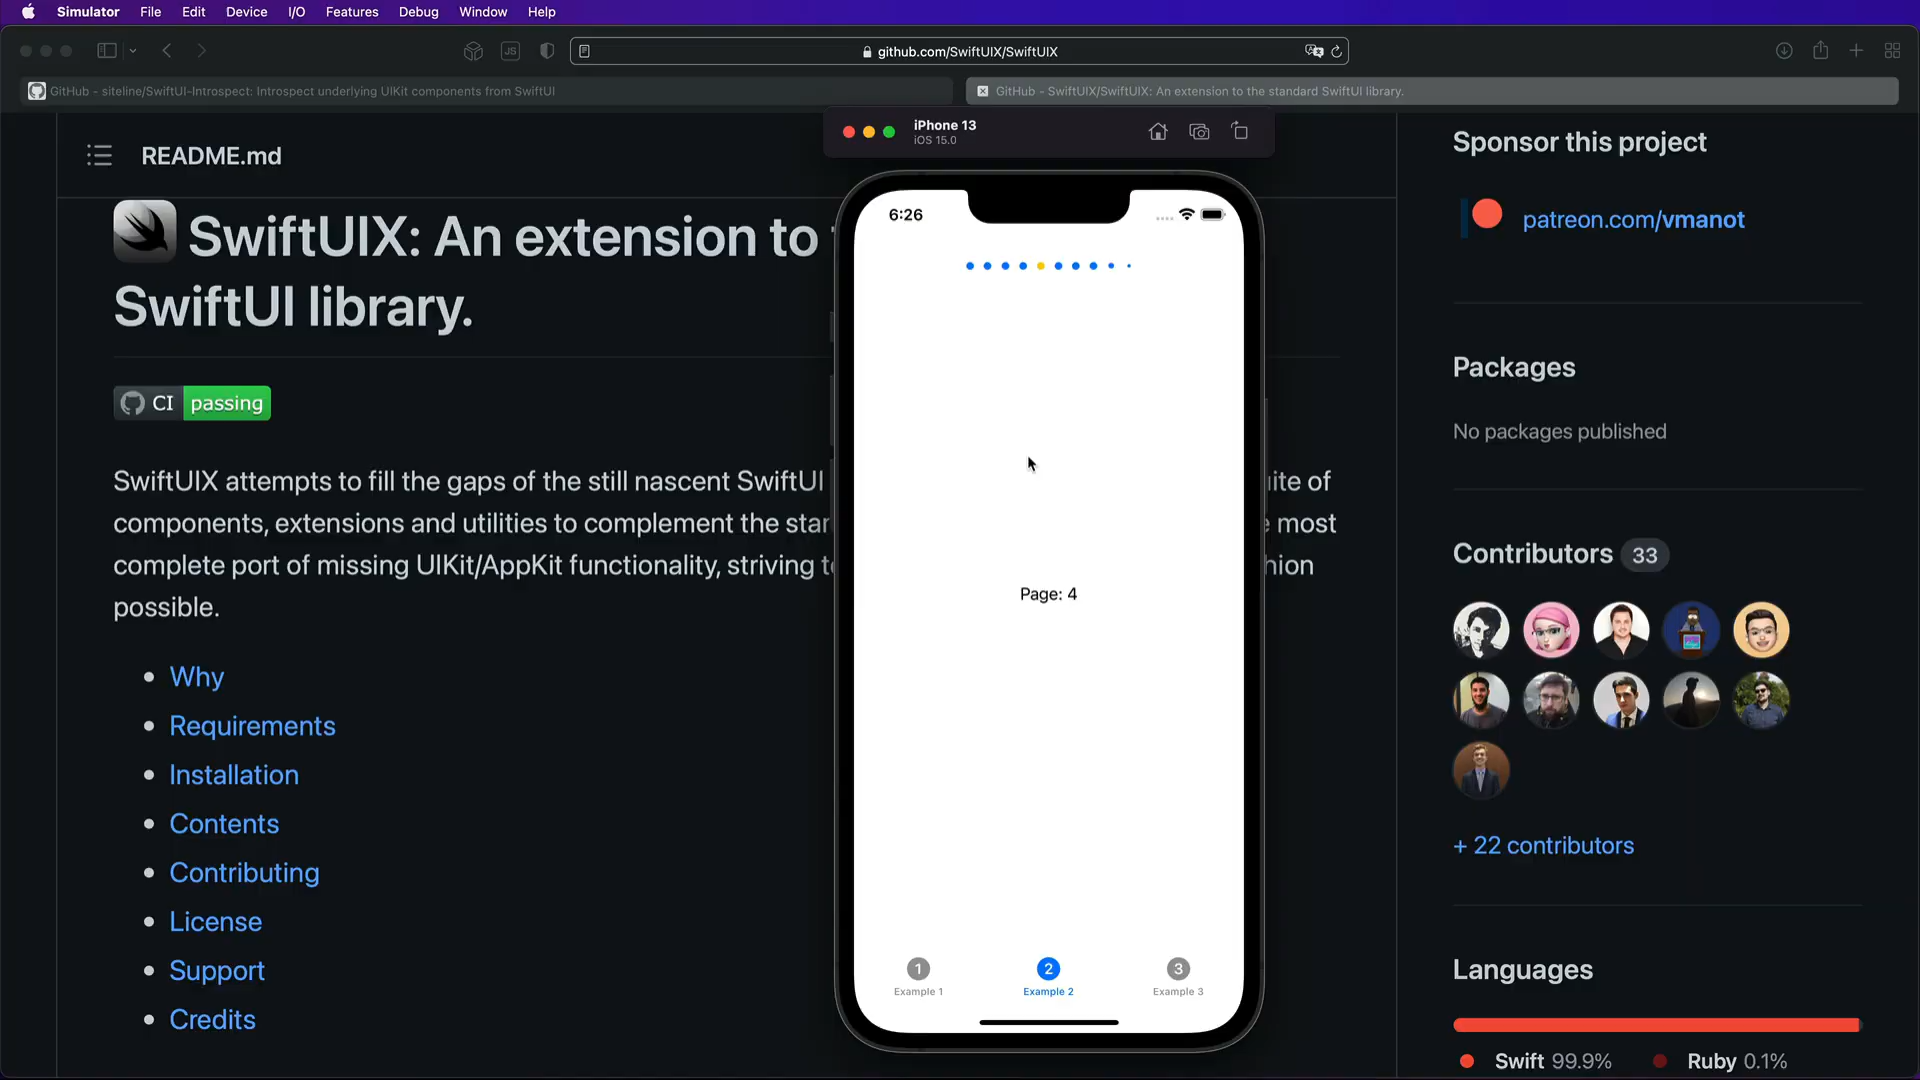 Simulator File Edit Device I/O Features Debug Window Help
JS
github.com/SwiftUIX/SwiftUIX
GitHub - siteline/SwiftUI-Introspect: Introspect underlying UIKit components from SwiftUI
GitHub - SwiftUIX/SwiftUIX: An extension to the standard SwiftUI library.
README.md
SwiftUIX: An extension to
SwiftUI library.
CI passing
SwiftUIX attempts to fill the gaps of the still nascent SwiftUI
components, extensions and utilities to complement the
complete port of missing UIKit/AppKit functionality, striving
possible.
of
most
Why
Requirements
Installation
Contents
Contributing
License
Support
Credits
iPhone 13
iOS 15.0
6:26
Page: 4
1
Example 1
2
Example 2
3
Example 3
Sponsor this project
patreon.com/vmanot
Packages
No packages published
Contributors 33
+ 22 contributors
Languages
Swift 99.9% Ruby 0.1%